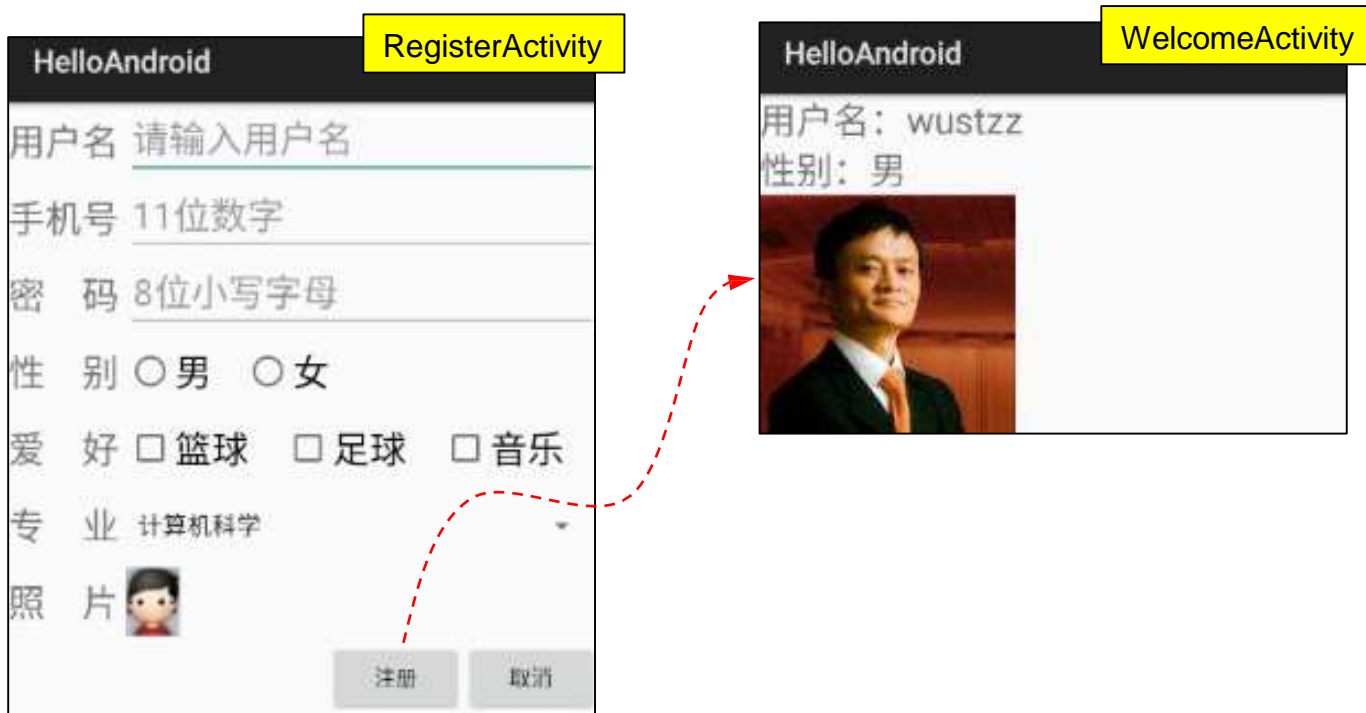 RegisterActivity
HelloAndroid
用户名 请输入用户名
手机号 11位数字
密 码 8位小写字母
性 别 男 女
爱 好 篮球 足球 音乐
专 业 计算机科学
照 片
注册 取消
WelcomeActivity
HelloAndroid
用户名：wustzz
性别：男